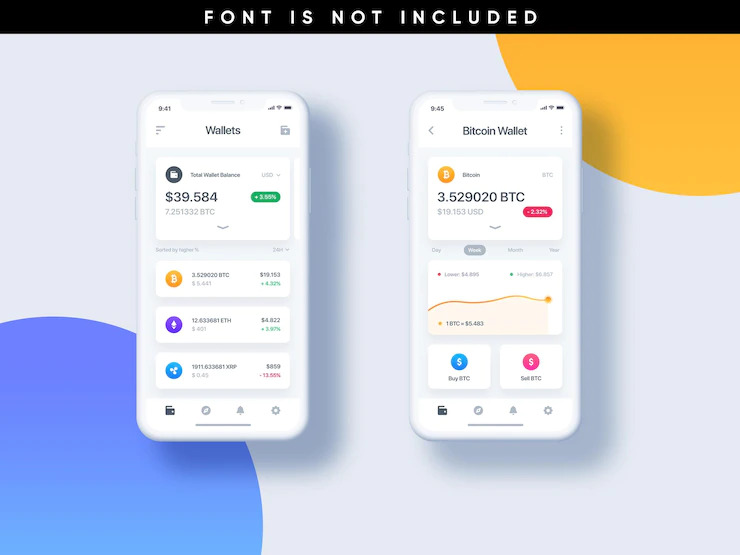 FONT IS NOT INCLUDED
9:41
Wallets
Total Wallet Balance USD
$39.584 + 3.55%
7.251332 BTC
Sorted by higher % 24H
3.529020 BTC $19.153
$ 5.441 + 4.32%
12.633681 ETH $4.822
$ 401 + 3.97%
1911.633681 XRP $859
$ 0.45 - 13.55%
9:45
Bitcoin Wallet
Bitcoin BTC
3.529020 BTC
$19.153 USD - 2.32%
Day Week Month Year
Lower: $4.895 Higher: $6.857
1 BTC = $5.483
Buy BTC Sell BTC